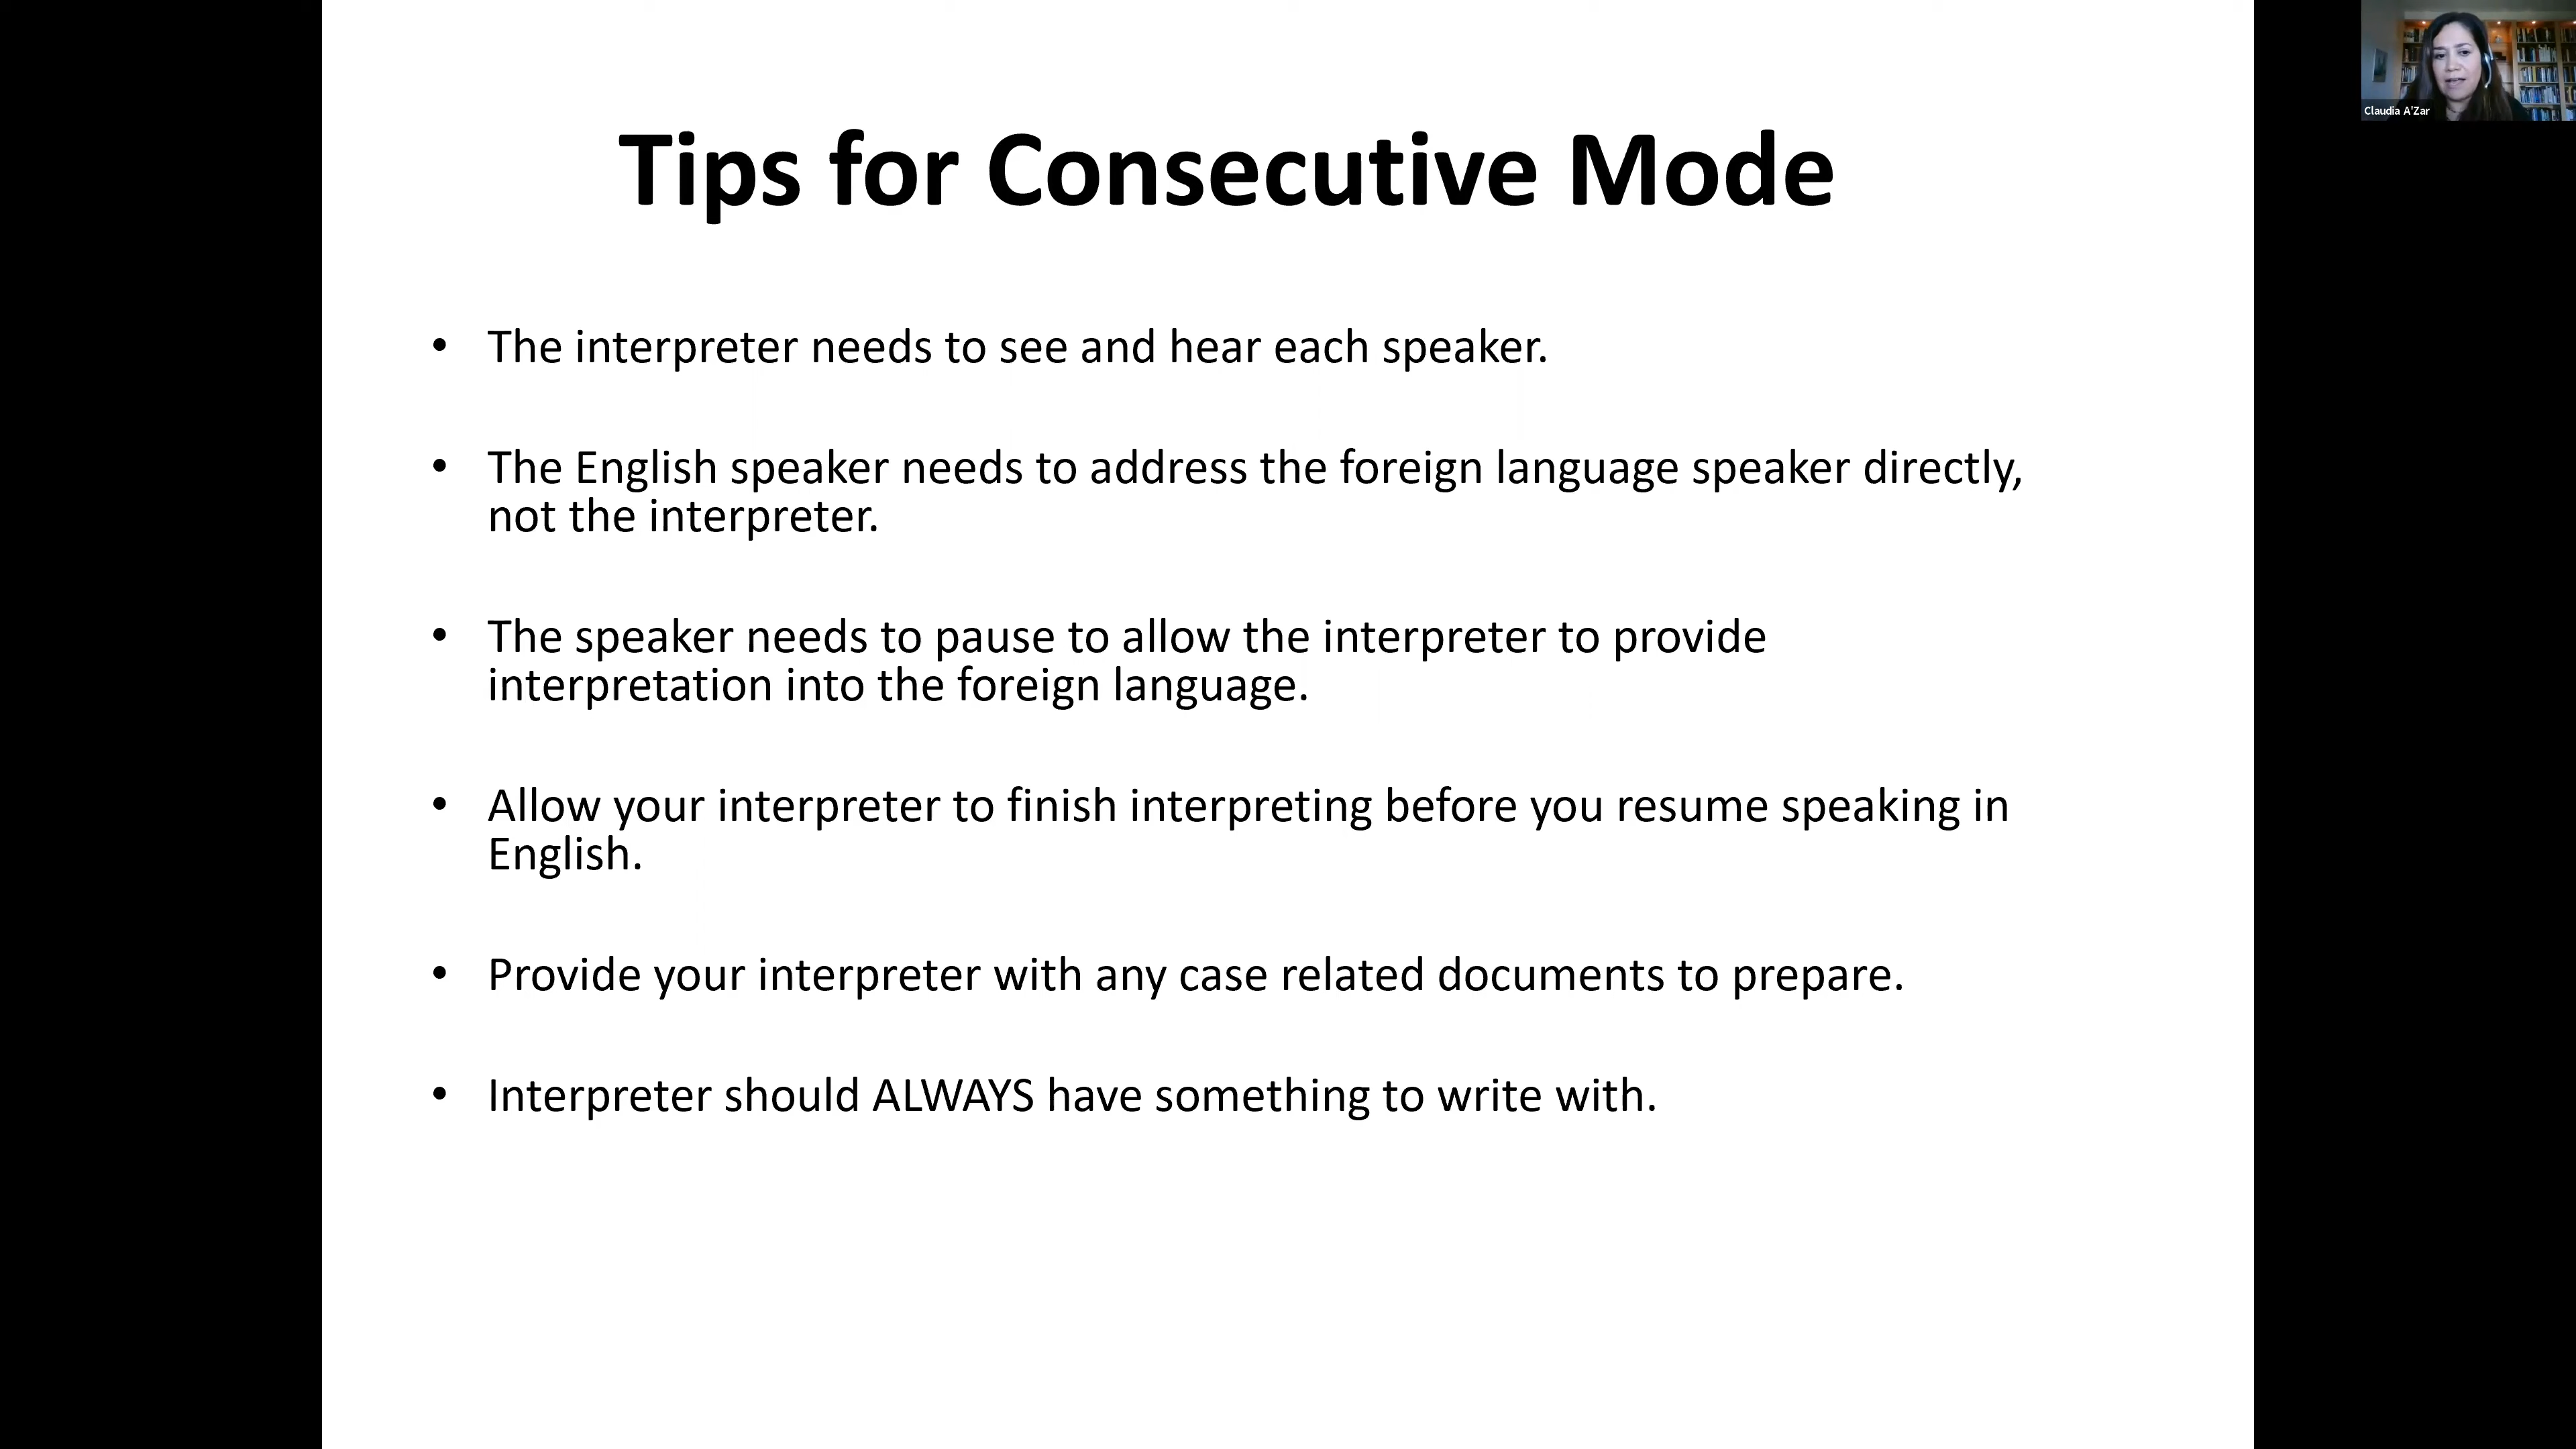 Tips for Consecutive Mode
• The interpreter needs to see and hear each speaker.
• The English speaker needs to address the foreign language speaker directly,
not the interpreter.
• The speaker needs to pause to allow the interpreter to provide
interpretation into the foreign language.
• Allow your interpreter to finish interpreting before you resume speaking in
English.
• Provide your interpreter with any case related documents to prepare.
• Interpreter should ALWAYS have something to write with.
Claudia A'Zar